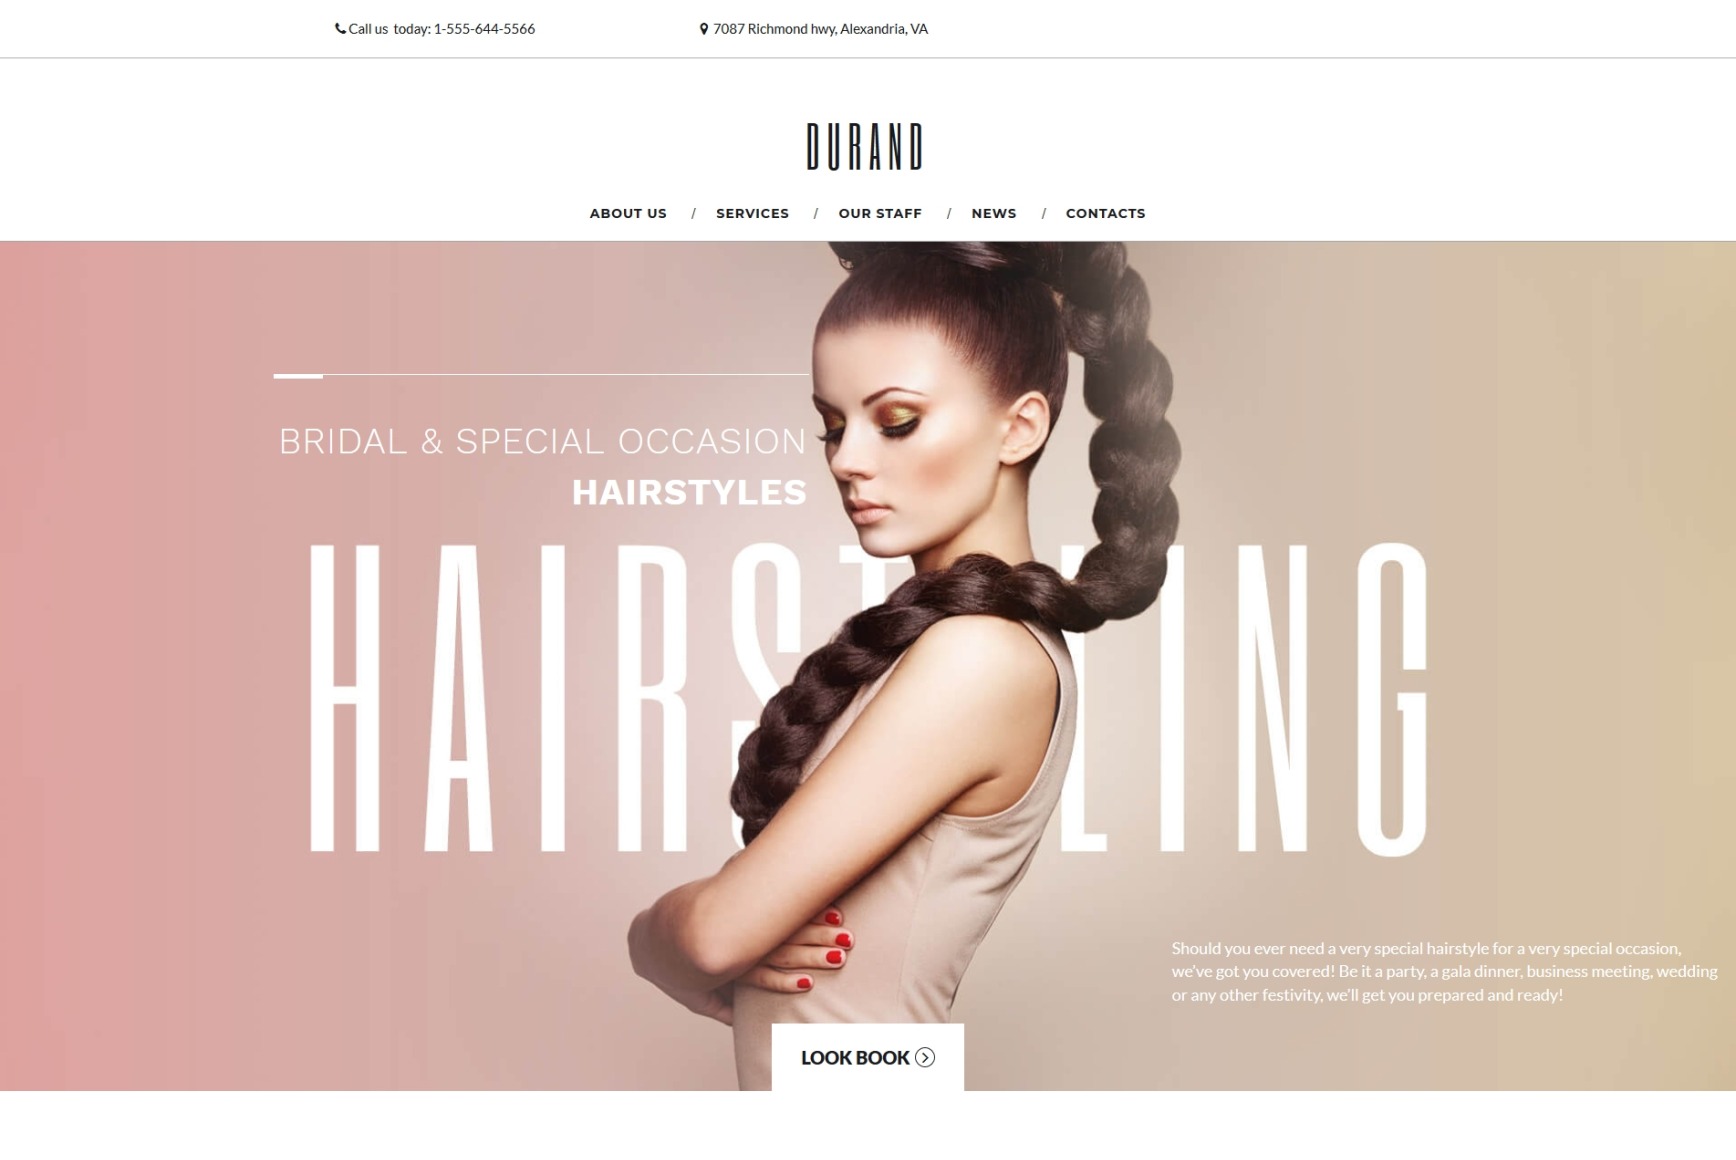 Call us today: 1-555-644-5566
7087 Richmond hwy, Alexandria, VA
DURAND
ABOUT US / SERVICES / OUR STAFF / NEWS / CONTACTS
BRIDAL & SPECIAL OCCASION
HAIRSTYLES
HAIRSTYLING
Should you ever need a very special hairstyle for a very special occasion,
we've got you covered! Be it a party, a gala dinner, business meeting, wedding
or any other festivity, we'll get you prepared and ready!
LOOK BOOK